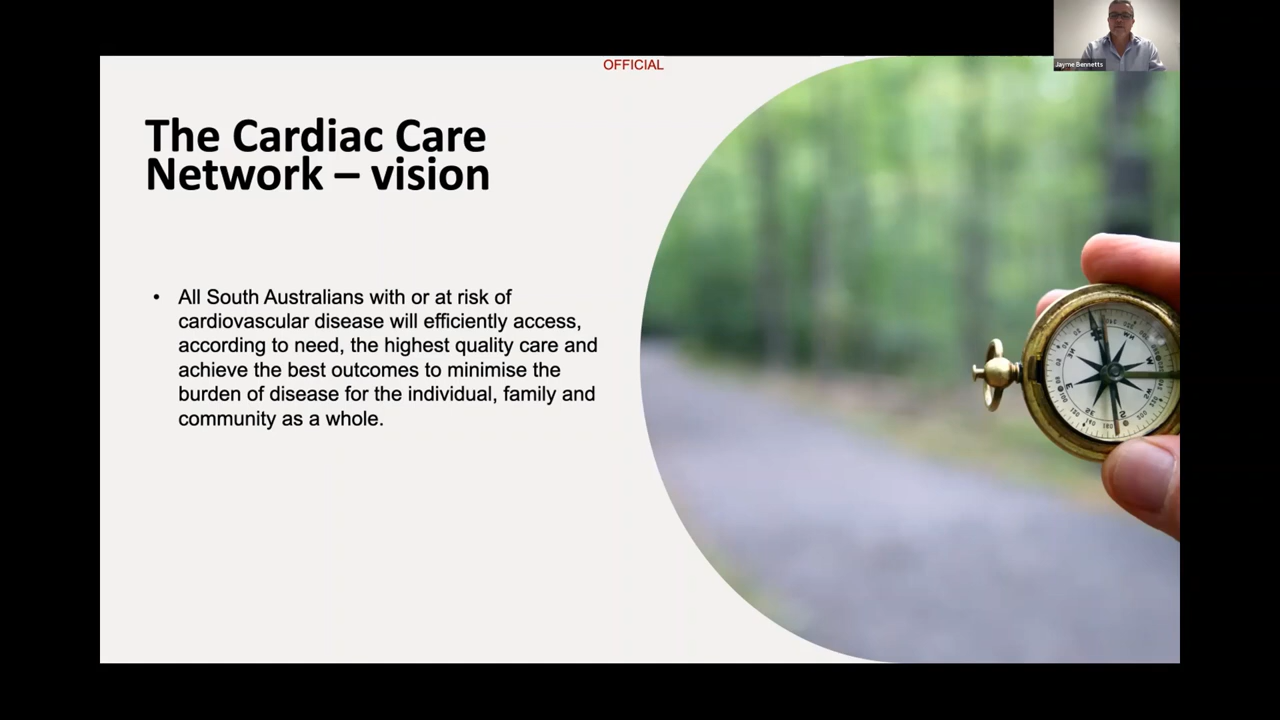 OFFICIAL
Jayme Bennetts
The Cardiac Care
Network – vision
• All South Australians with or at risk of
cardiovascular disease will efficiently access,
according to need, the highest quality care and
achieve the best outcomes to minimise the
burden of disease for the individual, family and
community as a whole.